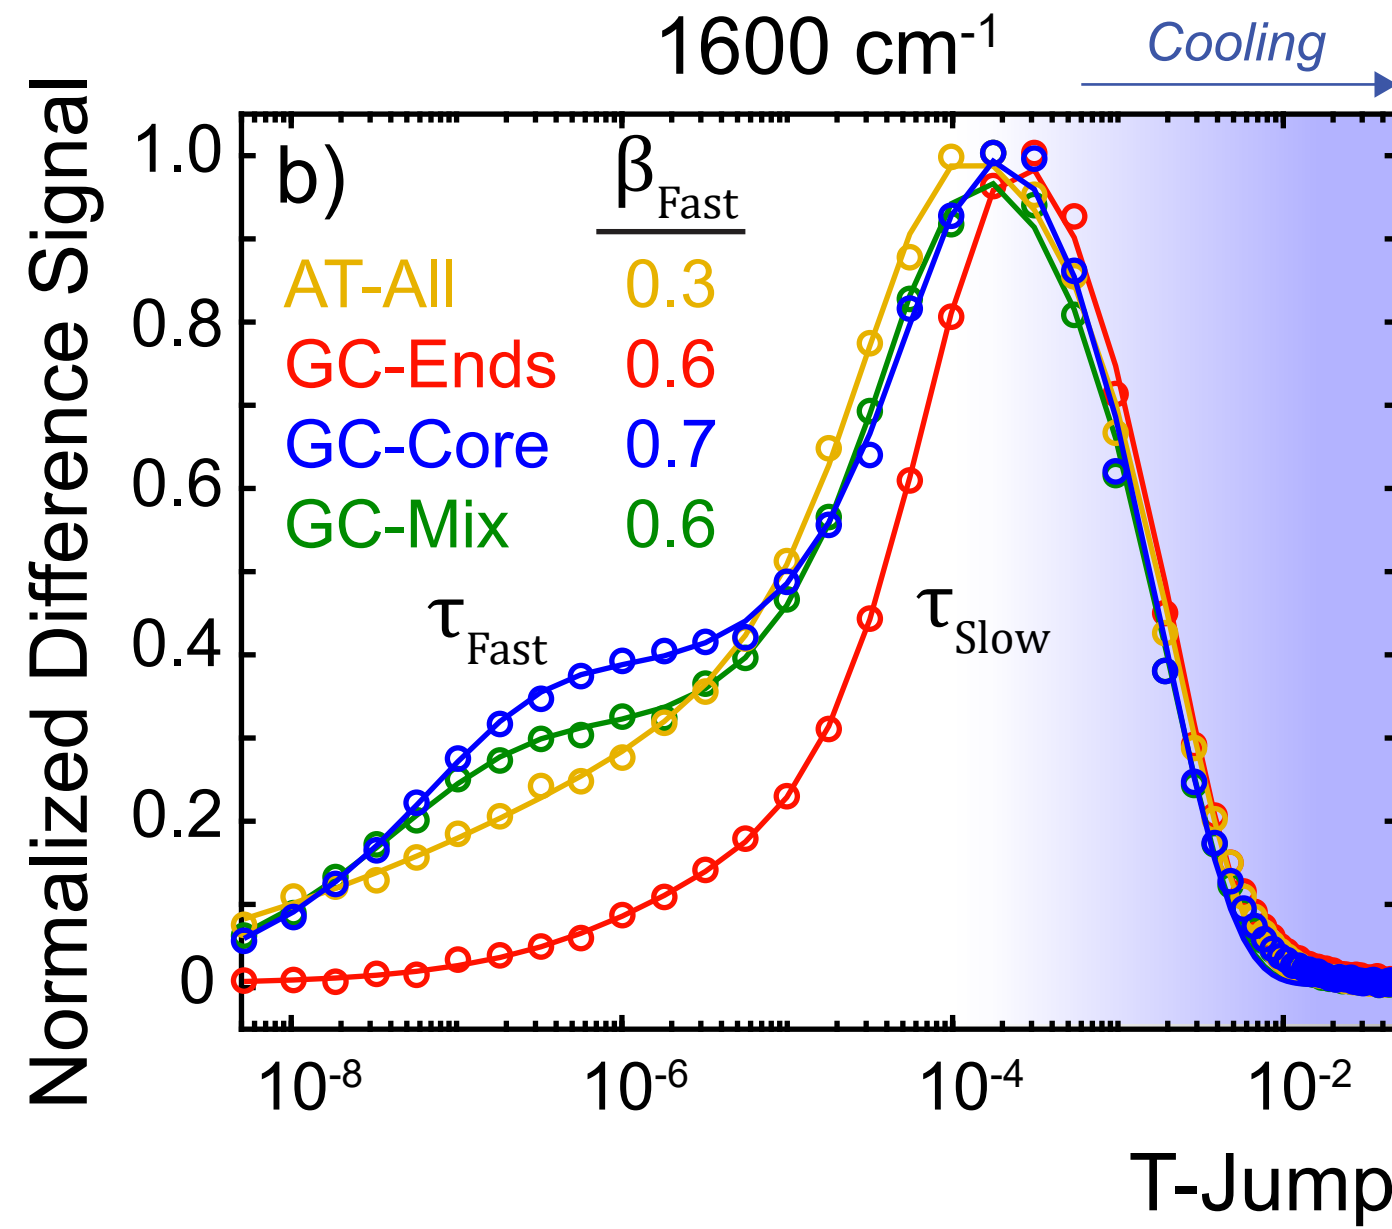 1600 cm-1
Cooling
Normalized Difference Signal
1.0
0.8
0.6
0.4
0.2
0
b)
βFast
AT-All 0.3
GC-Ends 0.6
GC-Core 0.7
GC-Mix 0.6
τFast
τSlow
10-8 10-6 10-4 10-2
T-Jump